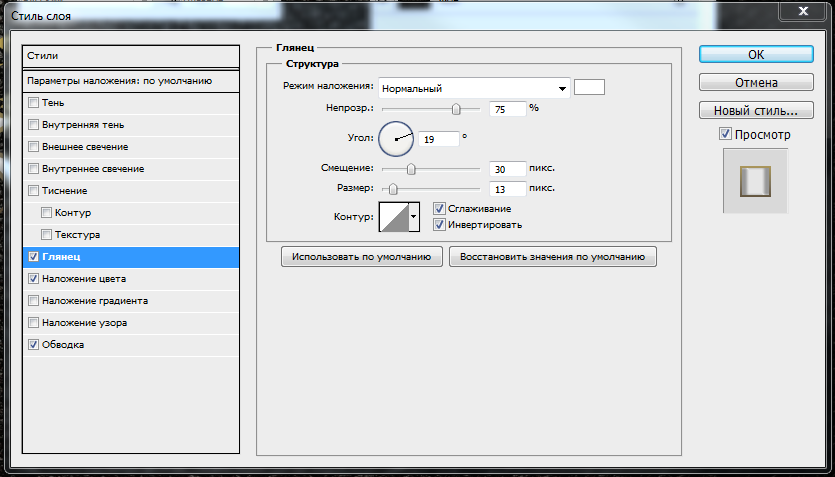 Стиль слоя
Стили
Параметры наложения: по умолчанию
Тень
Внутренняя тень
Внешнее свечение
Внутреннее свечение
Тиснение
Контур
Текстура
Глянец
Наложение цвета
Наложение градиента
Наложение узора
Обводка
Глянец
Структура
Режим наложения: Нормальный
Непрозр.: 75 %
Угол: 19 °
Смещение: 30 пикс.
Размер: 13 пикс.
Контур: Сглаживание
Инвертировать
Использовать по умолчанию Восстановить значения по умолчанию
OK
Отмена
Новый стиль...
Просмотр